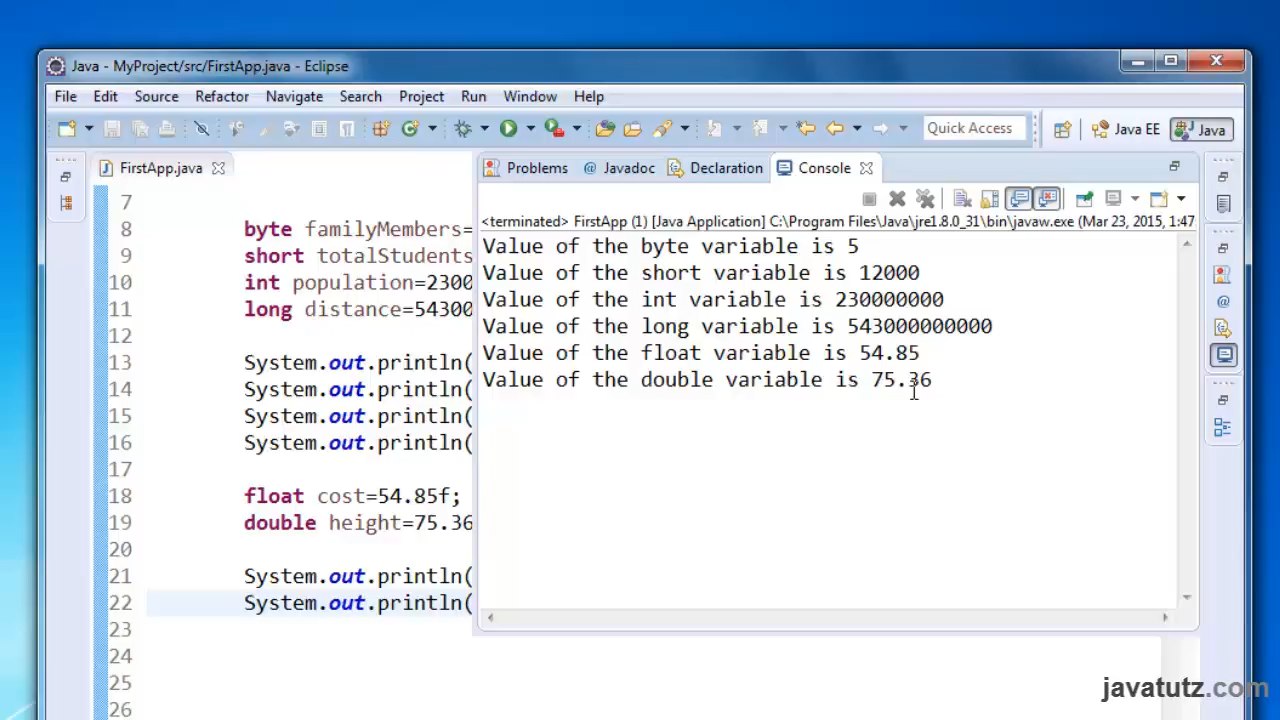 Java - MyProject/src/FirstApp.java - Eclipse
File Edit Source Refactor Navigate Search Project Run Window Help
Quick Access Java EE Java
FirstApp.java Problems @ Javadoc Declaration Console
<terminated> FirstApp (1) [Java Application] C:\Program Files\Java\jre1.8.0_31\bin\javaw.exe (Mar 23, 2015, 1:47
7
8 byte familyMembers=
9 short totalStudents
10 int population=2300
11 long distance=54300
12
13 System.out.println(
14 System.out.println(
15 System.out.println(
16 System.out.println(
17
18 float cost=54.85f;
19 double height=75.36
20
21 System.out.println(
22 System.out.println(
23
24
25
26
Value of the byte variable is 5
Value of the short variable is 12000
Value of the int variable is 230000000
Value of the long variable is 543000000000
Value of the float variable is 54.85
Value of the double variable is 75.36
javatutz.com